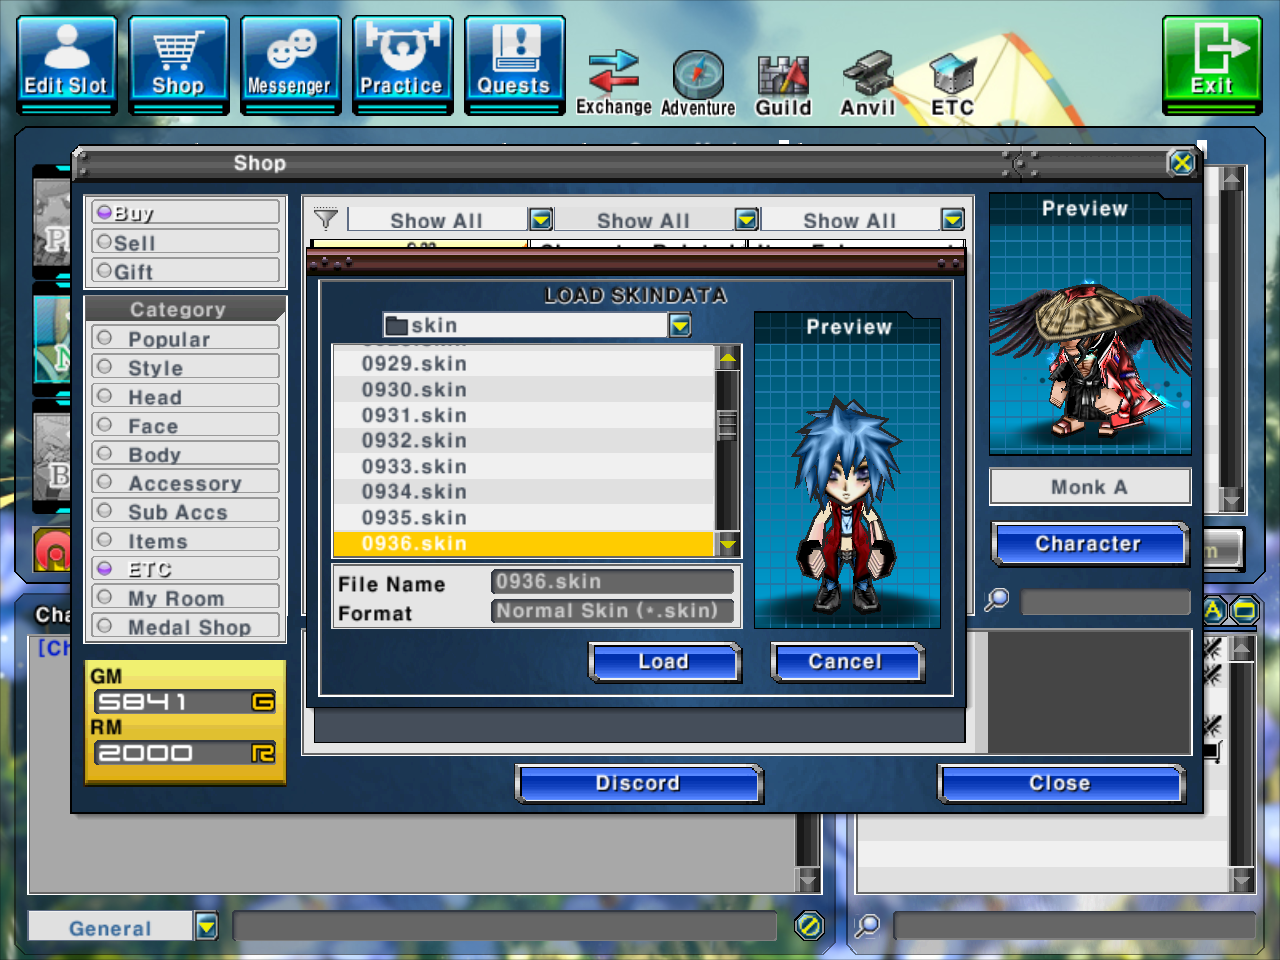 Edit Slot
Shop
Messenger
Practice
Quests
Exchange
Adventure
Guild
Anvil
ETC
Exit
Shop
Buy
Sell
Gift
Category
Popular
Style
Head
Face
Body
Accessory
Sub Accs
Items
ETC
My Room
Medal Shop
GM
5841 G
RM
2000 R
Show All
Show All
Show All
LOAD SKINDATA
skin
0929.skin
0930.skin
0931.skin
0932.skin
0933.skin
0934.skin
0935.skin
0936.skin
File Name
0936.skin
Format
Normal Skin (*.skin)
Preview
Load
Cancel
Preview
Monk A
Character
Discord
Close
General